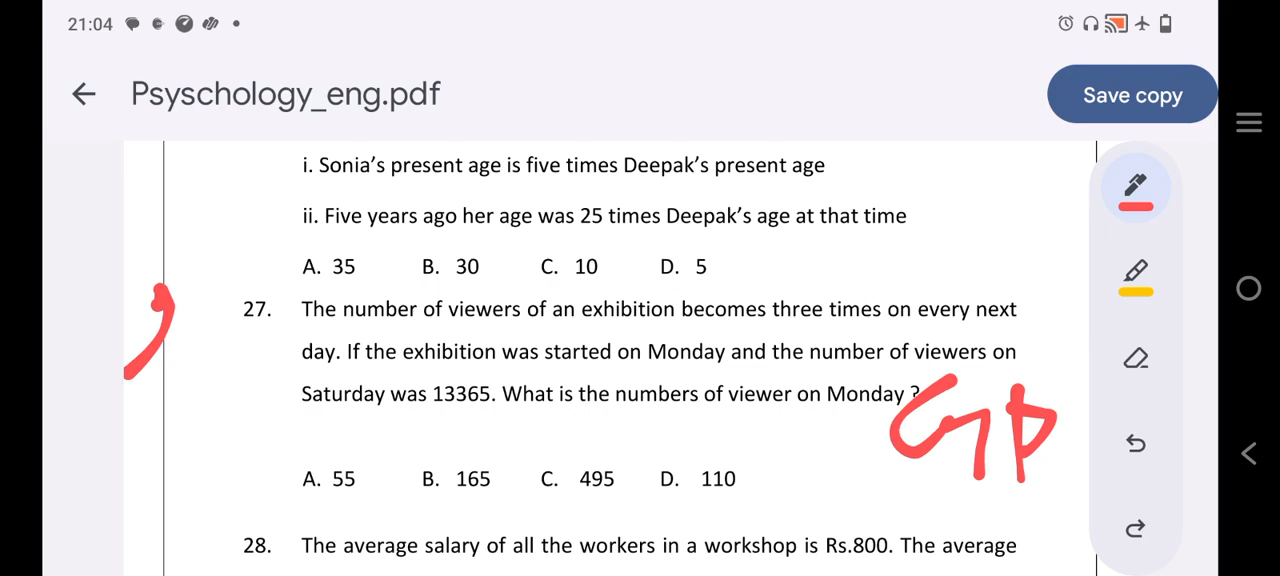 21:04
Psyschology_eng.pdf
Save copy
i. Sonia's present age is five times Deepak's present age
ii. Five years ago her age was 25 times Deepak's age at that time
A. 35 B. 30 C. 10 D. 5
27. The number of viewers of an exhibition becomes three times on every next
day. If the exhibition was started on Monday and the number of viewers on
Saturday was 13365. What is the numbers of viewer on Monday ?
GP
A. 55 B. 165 C. 495 D. 110
28. The average salary of all the workers in a workshop is Rs.800. The average